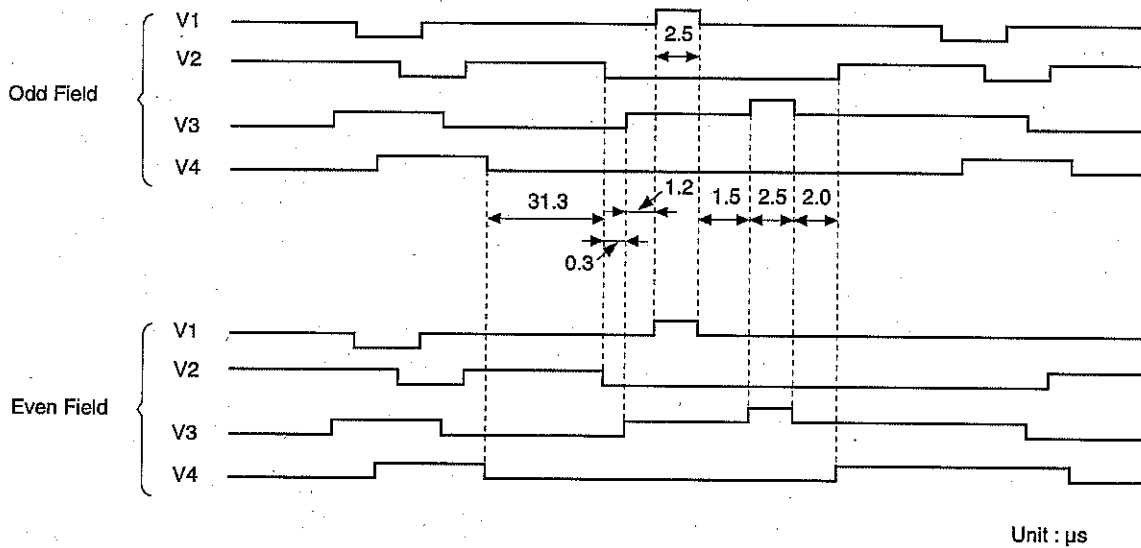 Odd Field
V1
2.5
V2
V3
V4
1.2
31.3
1.5
2.5
2.0
0.3
Even Field
V1
V2
V3
V4
Unit : μs